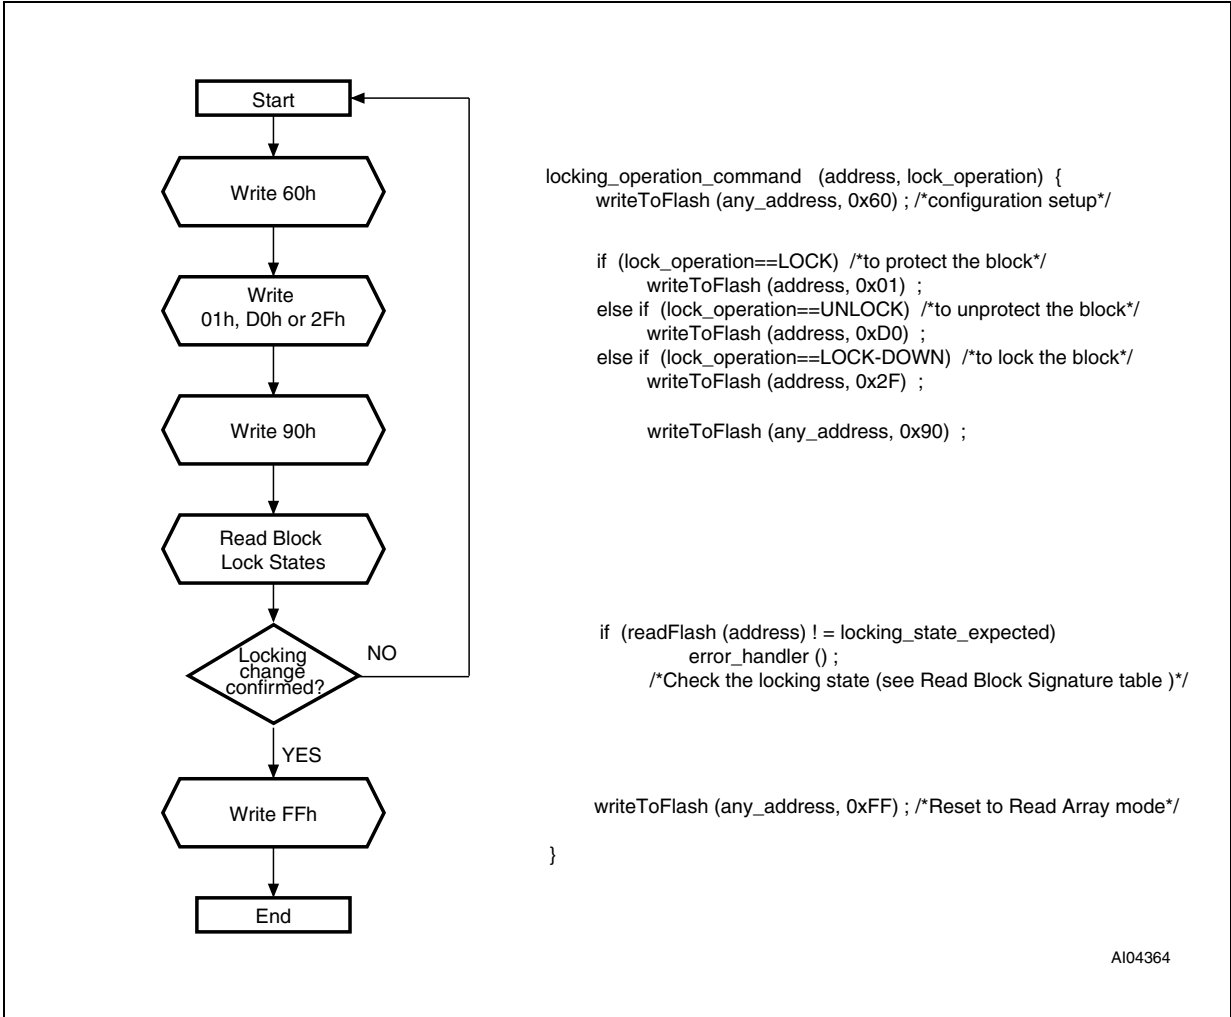 Start
Write 60h
Write
01h, D0h or 2Fh
Write 90h
Read Block
Lock States
Locking
change
confirmed?
NO
YES
Write FFh
End
locking_operation_command (address, lock_operation) {
writeToFlash (any_address, 0x60) ; /*configuration setup*/
if (lock_operation==LOCK) /*to protect the block*/
writeToFlash (address, 0x01) ;
else if (lock_operation==UNLOCK) /*to unprotect the block*/
writeToFlash (address, 0xD0) ;
else if (lock_operation==LOCK-DOWN) /*to lock the block*/
writeToFlash (address, 0x2F) ;
writeToFlash (any_address, 0x90) ;
if (readFlash (address) ! = locking_state_expected)
error_handler () ;
/*Check the locking state (see Read Block Signature table )*/
writeToFlash (any_address, 0xFF) ; /*Reset to Read Array mode*/
}
AI04364